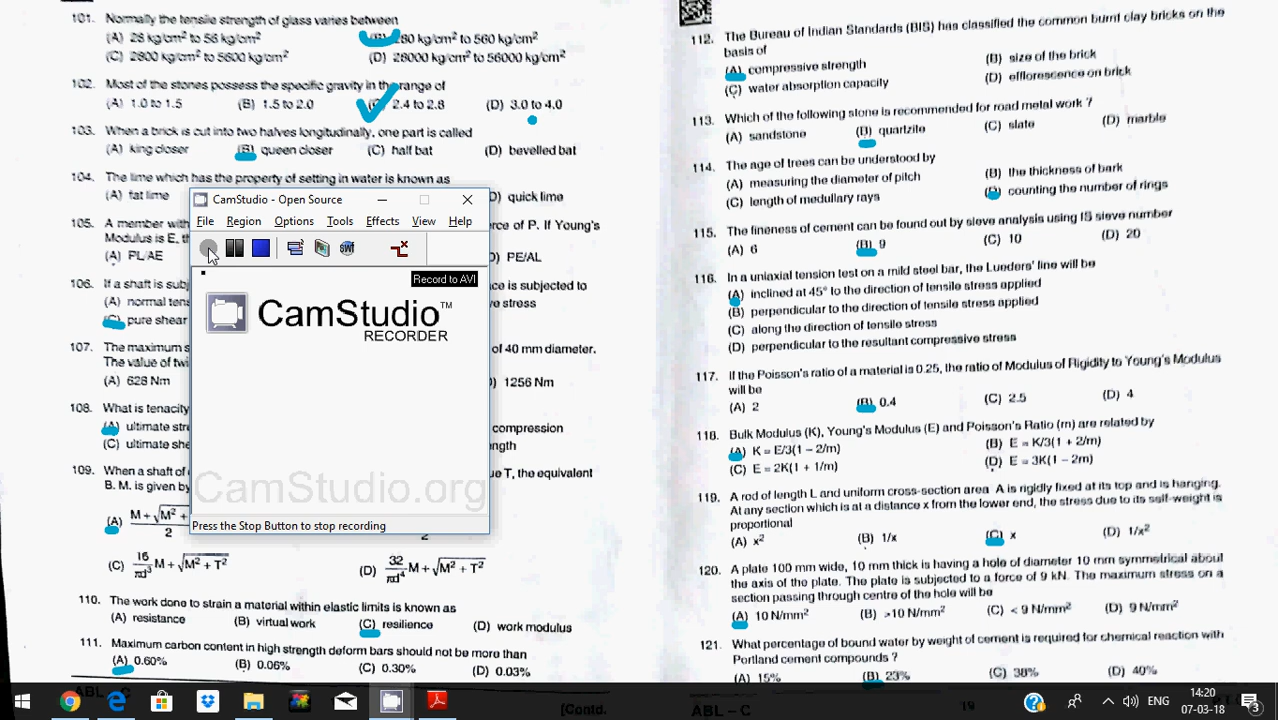 101. Normally the tensile strength of glass varies between
(A) 28 kg/cm² to 56 kg/cm² (B) 280 kg/cm² to 560 kg/cm²
(C) 2800 kg/cm² to 5600 kg/cm² (D) 28000 kg/cm² to 56000 kg/cm²
102. Most of the stones possess the specific gravity in the range of
(A) 1.0 to 1.5 (B) 1.5 to 2.0 (C) 2.4 to 2.8 (D) 3.0 to 4.0
103. When a brick is cut into two halves longitudinally, one part is called
(A) king closer (B) queen closer (C) half bat (D) bevelled bat
104. The lime which has the property of setting in water is known as
(A) fat lime D) quick lime
105. A member with rce of P. If Young's
Modulus is E, th
(A) PL/AE D) PE/AL
106. If a shaft is subj ce is subjected to
(A) normal tens stress
(C) pure shear
107. The maximum s of 40 mm diameter.
The value of tw
(A) 628 Nm ) 1256 Nm
108. What is tenacity
(A) ultimate stre compression
(C) ultimate she ngth
109. When a shaft of ue T, the equivalent
B. M. is given by
(A) M + √M² +
2 2
(C) 16/πd³ M + √M² + T² (D) 32/πd⁴ M + √M² + T²
110. The work done to strain a material within elastic limits is known as
(A) resistance (B) virtual work (C) resilience (D) work modulus
111. Maximum carbon content in high strength deform bars should not be more than
(A) 0.60% (B) 0.06% (C) 0.30% (D) 0.03%
ABL – C [Contd.
CamStudio - Open Source
File Region Options Tools Effects View Help
swf
Record to AVI
CamStudio™
RECORDER
CamStudio.org
Press the Stop Button to stop recording
112. The Bureau of Indian Standards (BIS) has classified the common burnt clay bricks on the
basis of
(A) compressive strength (B) size of the brick
(C) water absorption capacity (D) efflorescence on brick
113. Which of the following stone is recommended for road metal work ?
(A) sandstone (B) quartzite (C) slate (D) marble
114. The age of trees can be understood by
(A) measuring the diameter of pitch (B) the thickness of bark
(C) length of medullary rays (D) counting the number of rings
115. The fineness of cement can be found out by sieve analysis using IS sieve number
(A) 6 (B) 9 (C) 10 (D) 20
116. In a uniaxial tension test on a mild steel bar, the Lueders' line will be
(A) inclined at 45° to the direction of tensile stress applied
(B) perpendicular to the direction of tensile stress applied
(C) along the direction of tensile stress
(D) perpendicular to the resultant compressive stress
117. If the Poisson's ratio of a material is 0.25, the ratio of Modulus of Rigidity to Young's Modulus
will be
(A) 2 (B) 0.4 (C) 2.5 (D) 4
118. Bulk Modulus (K), Young's Modulus (E) and Poisson's Ratio (m) are related by
(A) K = E/3(1 – 2/m) (B) E = K/3(1 + 2/m)
(C) E = 2K(1 + 1/m) (D) E = 3K(1 – 2m)
119. A rod of length L and uniform cross-section area A is rigidly fixed at its top and is hanging.
At any section which is at a distance x from the lower end, the stress due to its self-weight is
proportional
(A) x² (B) 1/x (C) x (D) 1/x²
120. A plate 100 mm wide, 10 mm thick is having a hole of diameter 10 mm symmetrical about
the axis of the plate. The plate is subjected to a force of 9 kN. The maximum stress on a
section passing through centre of the hole will be
(A) 10 N/mm² (B) >10 N/mm² (C) < 9 N/mm² (D) 9 N/mm²
121. What percentage of bound water by weight of cement is required for chemical reaction with
Portland cement compounds ?
(A) 15% (B) 23% (C) 38% (D) 40%
ABL – C 19
ENG 14:20
07-03-18
3